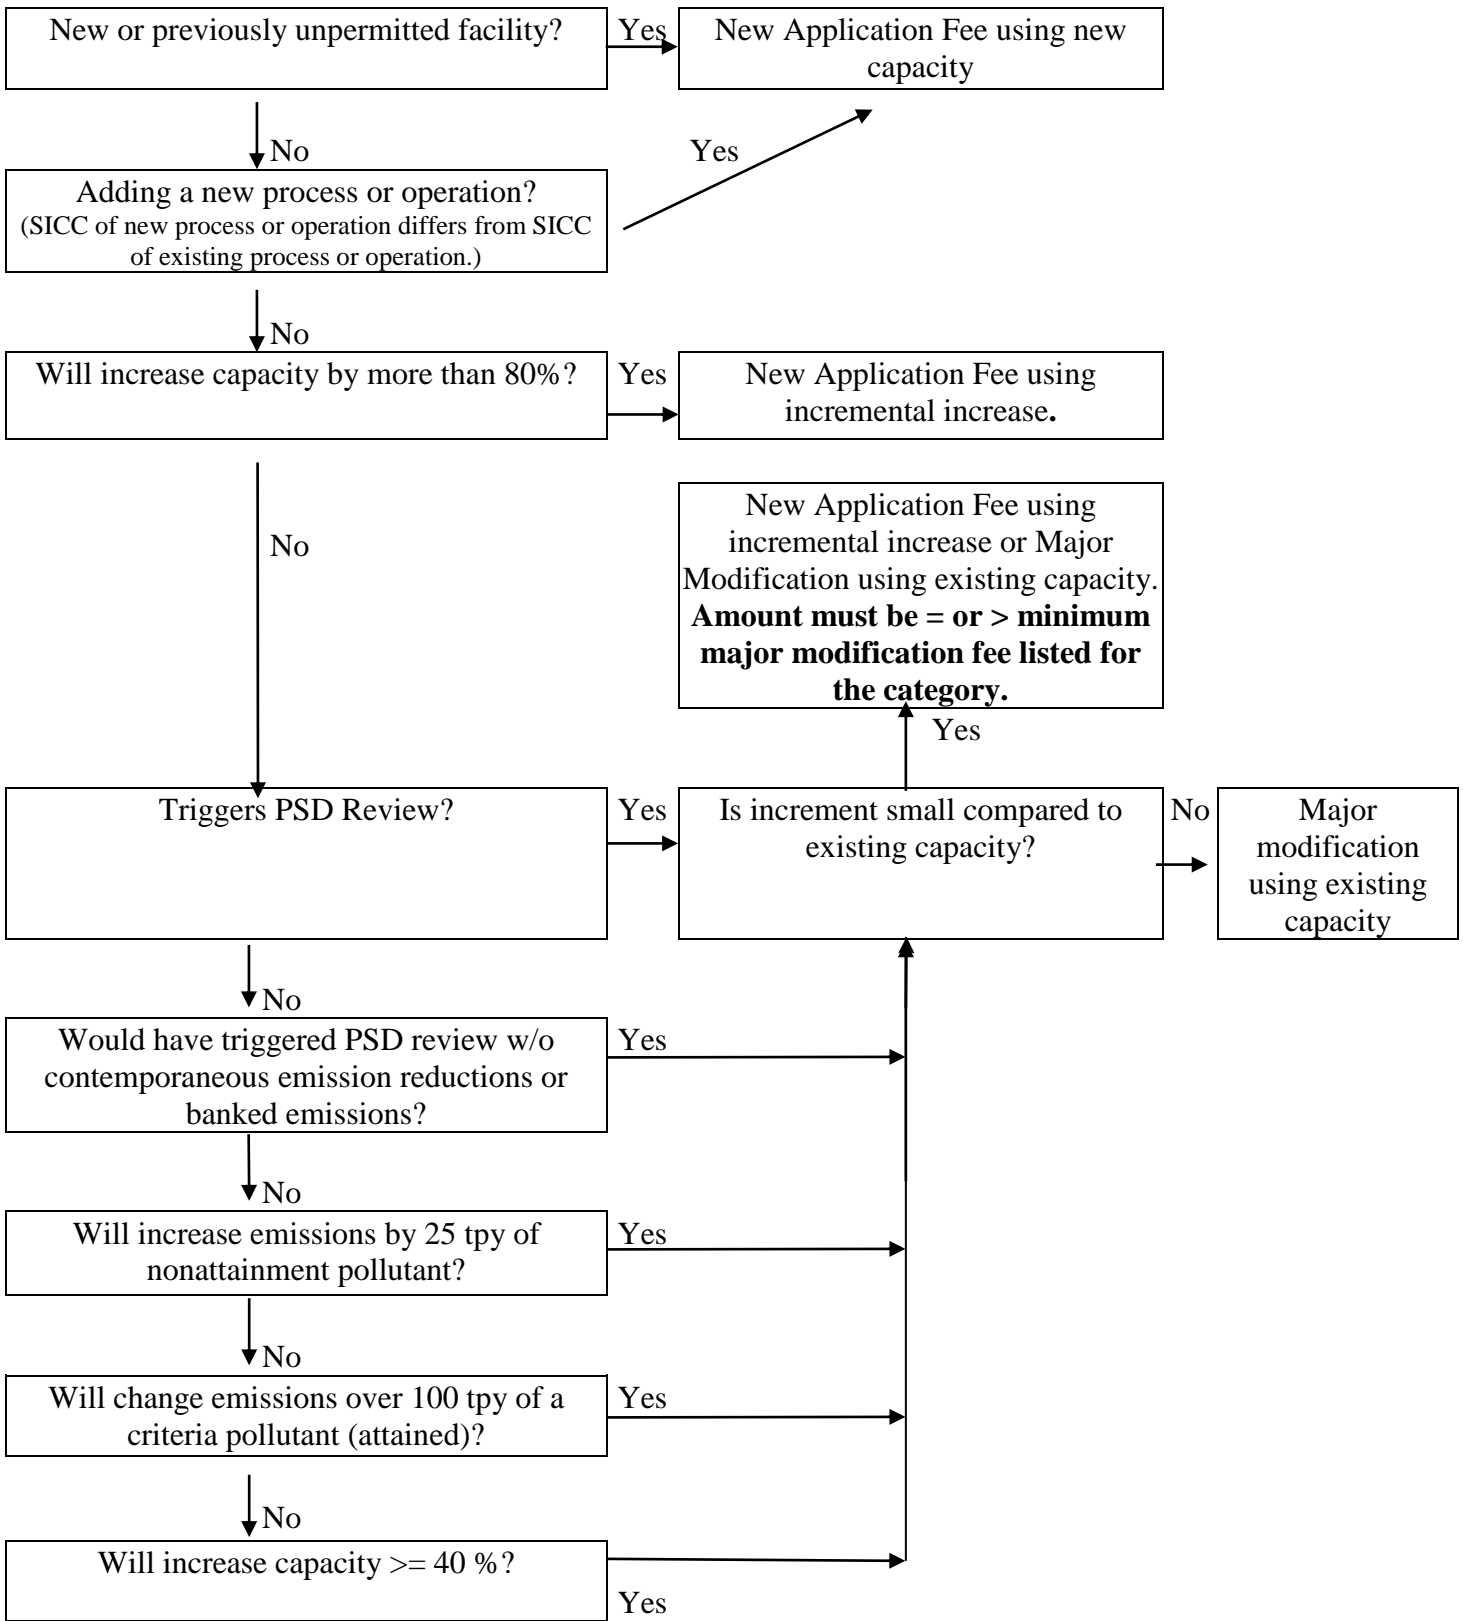 New or previously unpermitted facility?
Yes
New Application Fee using new
capacity
No
Yes
Adding a new process or operation?
(SICC of new process or operation differs from SICC
of existing process or operation.)
No
Will increase capacity by more than 80%?
Yes
New Application Fee using
incremental increase.
No
New Application Fee using
incremental increase or Major
Modification using existing capacity.
Amount must be = or > minimum
major modification fee listed for
the category.
Yes
Triggers PSD Review?
Yes
Is increment small compared to
existing capacity?
No
Major
modification
using existing
capacity
No
Would have triggered PSD review w/o
contemporaneous emission reductions or
banked emissions?
Yes
No
Will increase emissions by 25 tpy of
nonattainment pollutant?
Yes
No
Will change emissions over 100 tpy of a
criteria pollutant (attained)?
Yes
No
Will increase capacity >= 40 %?
Yes